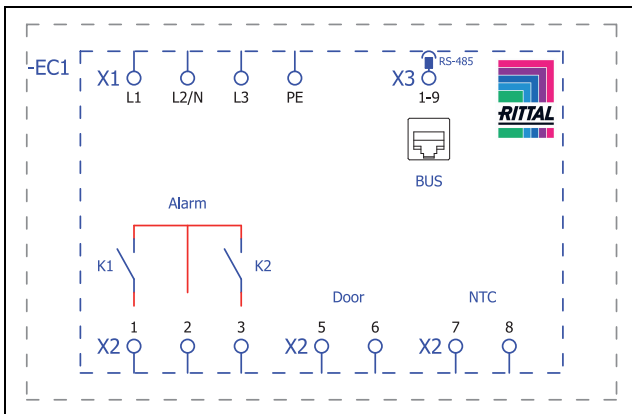 -EC1
X1
L1
L2/N
L3
PE
X3
RS-485
1-9
RITTAL
BUS
Alarm
K1
K2
Door
NTC
X2
1
2
3
X2
5
6
X2
7
8